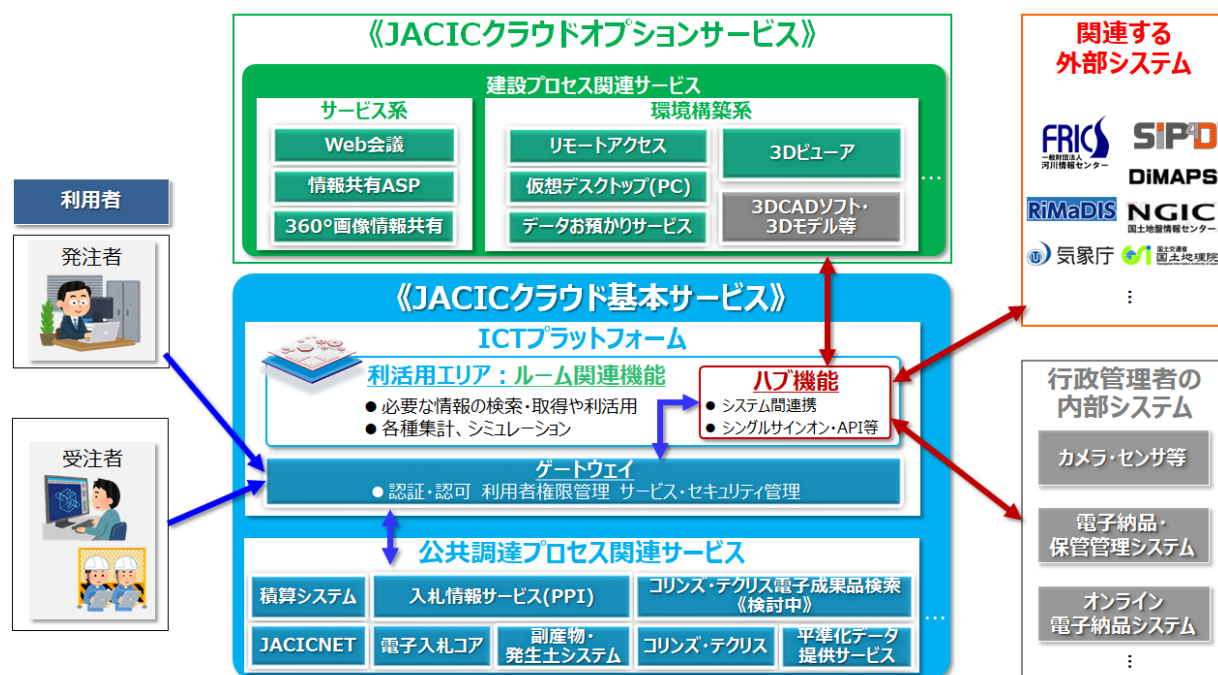 《JACICクラウドオプションサービス》
建設プロセス関連サービス
サービス系
Web会議
情報共有ASP
360°画像情報共有
環境構築系
リモートアクセス
仮想デスクトップ(PC)
データお預かりサービス
3Dビューア
3DCADソフト・
3Dモデル等
…
利用者
発注者
受注者
《JACICクラウド基本サービス》
ICTプラットフォーム
利活用エリア：ルーム関連機能
● 必要な情報の検索・取得や利活用
● 各種集計、シミュレーション
ハブ機能
● システム間連携
● シングルサインオン・API等
ゲートウェイ
● 認証・認可 利用者権限管理 サービス・セキュリティ管理
公共調達プロセス関連サービス
積算システム
入札情報サービス(PPI)
コリンズ・テクリス電子成果品検索
《検討中》
JACICNET
電子入札コア
副産物・
発生土システム
コリンズ・テクリス
平準化データ
提供サービス
…
関連する
外部システム
FRICS
一般財団法人
河川情報センター
SIP4D
DiMAPS
RiMaDIS
NGIC
国土地盤情報センター
気象庁
国土交通省
国土地理院
⋮
行政管理者の
内部システム
カメラ・センサ等
電子納品・
保管管理システム
オンライン
電子納品システム
⋮